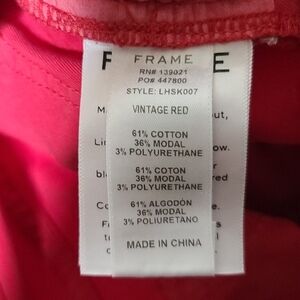 FRAME
RN# 139021
PO# 447800
STYLE: LHSK007
VINTAGE RED
61% COTTON
36% MODAL
3% POLYURETHANE
61% COTTON
36% MODAL
3% POLYURETHANE
61% ALGODÓN
36% MODAL
3% POLIURETANO
MADE IN CHINA